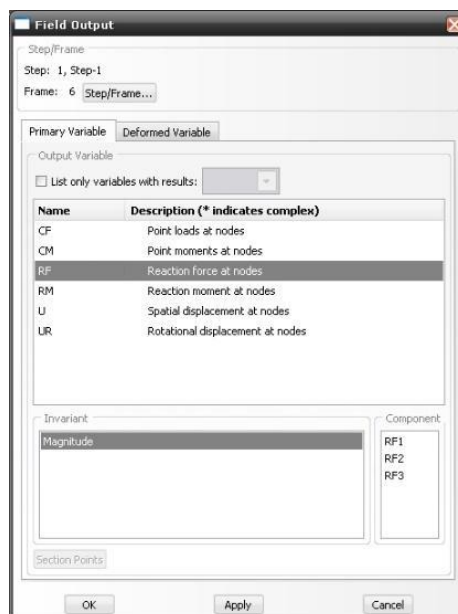 Field Output
Step/Frame
Step: 1, Step-1
Frame: 6 Step/Frame...
Primary Variable Deformed Variable
Output Variable
List only variables with results:
Name Description (* indicates complex)
CF Point loads at nodes
CM Point moments at nodes
RF Reaction force at nodes
RM Reaction moment at nodes
U Spatial displacement at nodes
UR Rotational displacement at nodes
Invariant Component
Magnitude RF1
RF2
RF3
Section Points
OK Apply Cancel